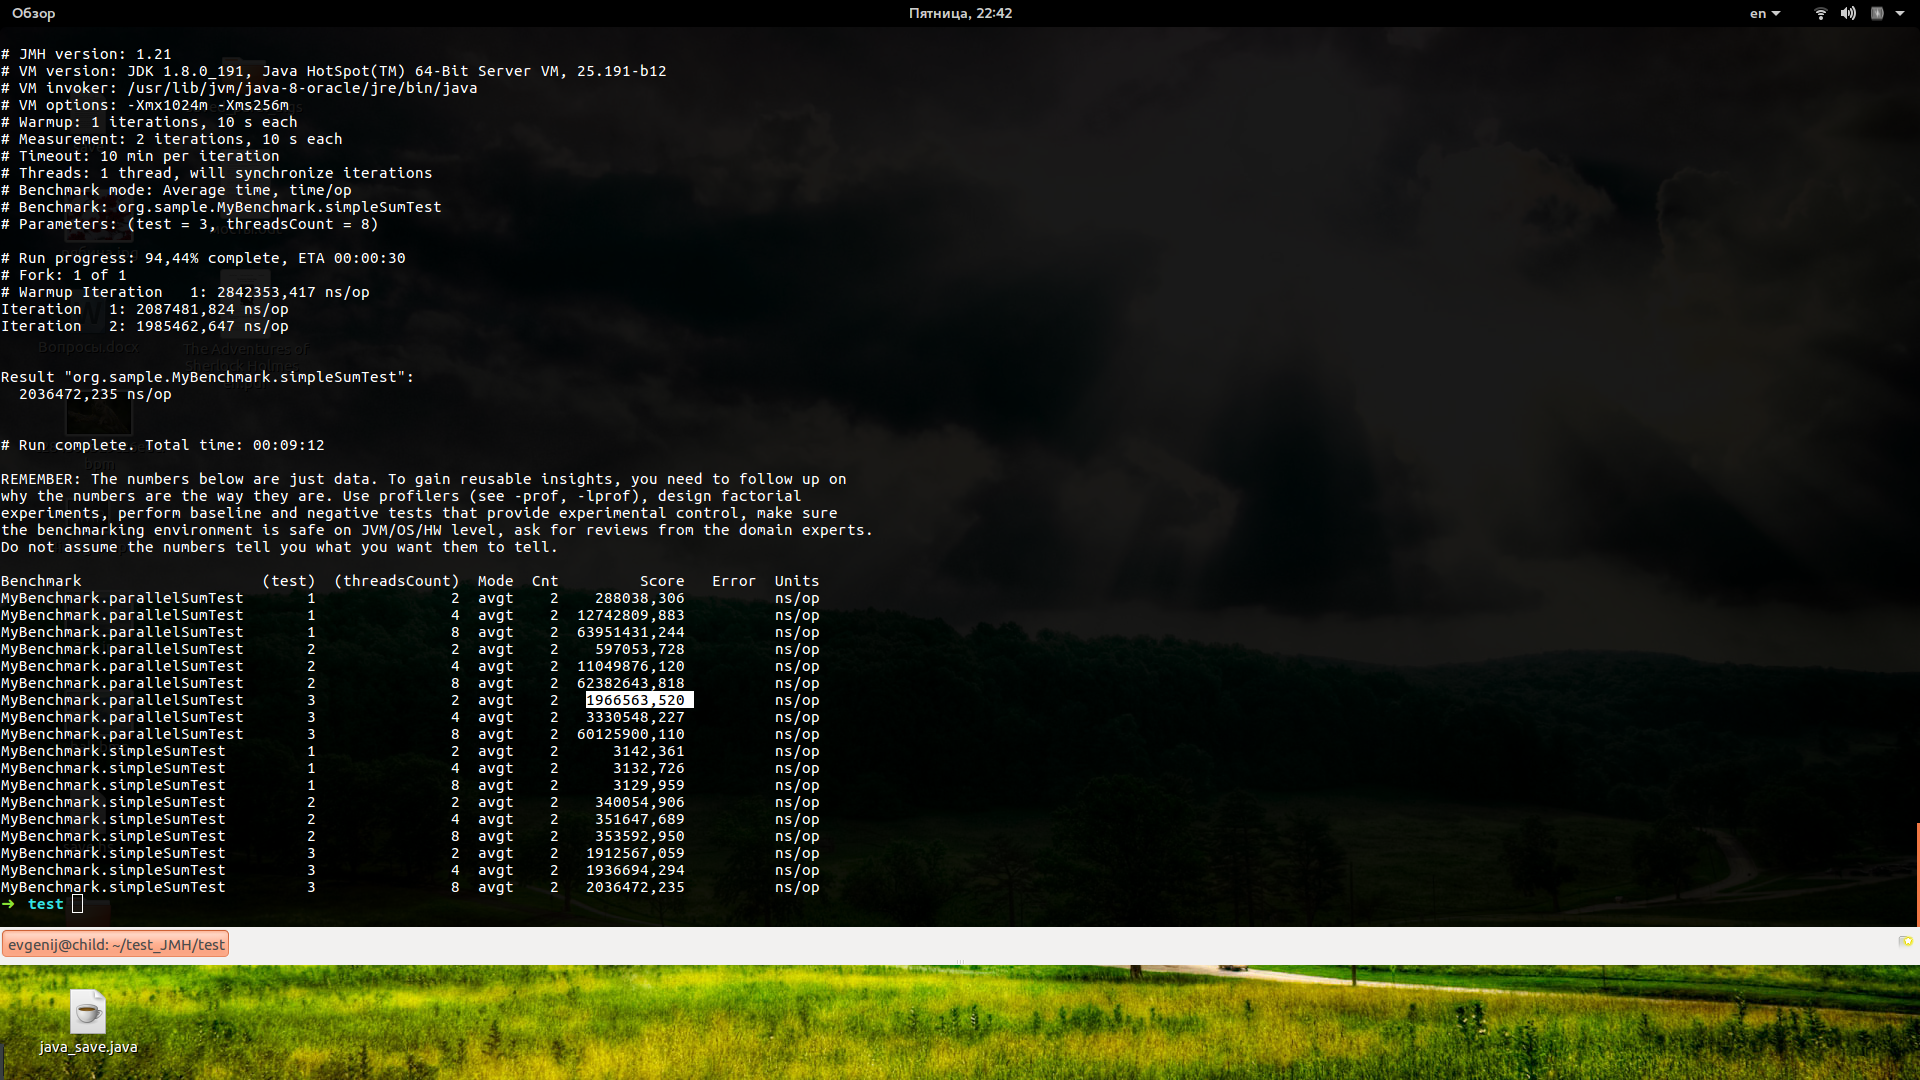 Обзор
Пятница, 22:42
en
# JMH version: 1.21
# VM version: JDK 1.8.0_191, Java HotSpot(TM) 64-Bit Server VM, 25.191-b12
# VM invoker: /usr/lib/jvm/java-8-oracle/jre/bin/java
# VM options: -Xmx1024m -Xms256m
# Warmup: 1 iterations, 10 s each
# Measurement: 2 iterations, 10 s each
# Timeout: 10 min per iteration
# Threads: 1 thread, will synchronize iterations
# Benchmark mode: Average time, time/op
# Benchmark: org.sample.MyBenchmark.simpleSumTest
# Parameters: (test = 3, threadsCount = 8)
# Run progress: 94,44% complete, ETA 00:00:30
# Fork: 1 of 1
# Warmup Iteration   1: 2842353,417 ns/op
Iteration   1: 2087481,824 ns/op
Iteration   2: 1985462,647 ns/op
Вопросы.docx
The Adventures of
Sherlock Holmes
Result "org.sample.MyBenchmark.simpleSumTest":
  2036472,235 ns/op
# Run complete. Total time: 00:09:12
REMEMBER: The numbers below are just data. To gain reusable insights, you need to follow up on
why the numbers are the way they are. Use profilers (see -prof, -lprof), design factorial
experiments, perform baseline and negative tests that provide experimental control, make sure
the benchmarking environment is safe on JVM/OS/HW level, ask for reviews from the domain experts.
Do not assume the numbers tell you what you want them to tell.
Benchmark                    (test)  (threadsCount)  Mode  Cnt         Score   Error  Units
MyBenchmark.parallelSumTest       1               2  avgt    2    288038,306          ns/op
MyBenchmark.parallelSumTest       1               4  avgt    2  12742809,883          ns/op
MyBenchmark.parallelSumTest       1               8  avgt    2  63951431,244          ns/op
MyBenchmark.parallelSumTest       2               2  avgt    2    597053,728          ns/op
MyBenchmark.parallelSumTest       2               4  avgt    2  11049876,120          ns/op
MyBenchmark.parallelSumTest       2               8  avgt    2  62382643,818          ns/op
MyBenchmark.parallelSumTest       3               2  avgt    2   1966563,520          ns/op
MyBenchmark.parallelSumTest       3               4  avgt    2   3330548,227          ns/op
MyBenchmark.parallelSumTest       3               8  avgt    2  60125900,110          ns/op
MyBenchmark.simpleSumTest         1               2  avgt    2      3142,361          ns/op
MyBenchmark.simpleSumTest         1               4  avgt    2      3132,726          ns/op
MyBenchmark.simpleSumTest         1               8  avgt    2      3129,959          ns/op
MyBenchmark.simpleSumTest         2               2  avgt    2    340054,906          ns/op
MyBenchmark.simpleSumTest         2               4  avgt    2    351647,689          ns/op
MyBenchmark.simpleSumTest         2               8  avgt    2    353592,950          ns/op
MyBenchmark.simpleSumTest         3               2  avgt    2   1912567,059          ns/op
MyBenchmark.simpleSumTest         3               4  avgt    2   1936694,294          ns/op
MyBenchmark.simpleSumTest         3               8  avgt    2   2036472,235          ns/op
➜  test
evgenij@child: ~/test_JMH/test
java_save.java